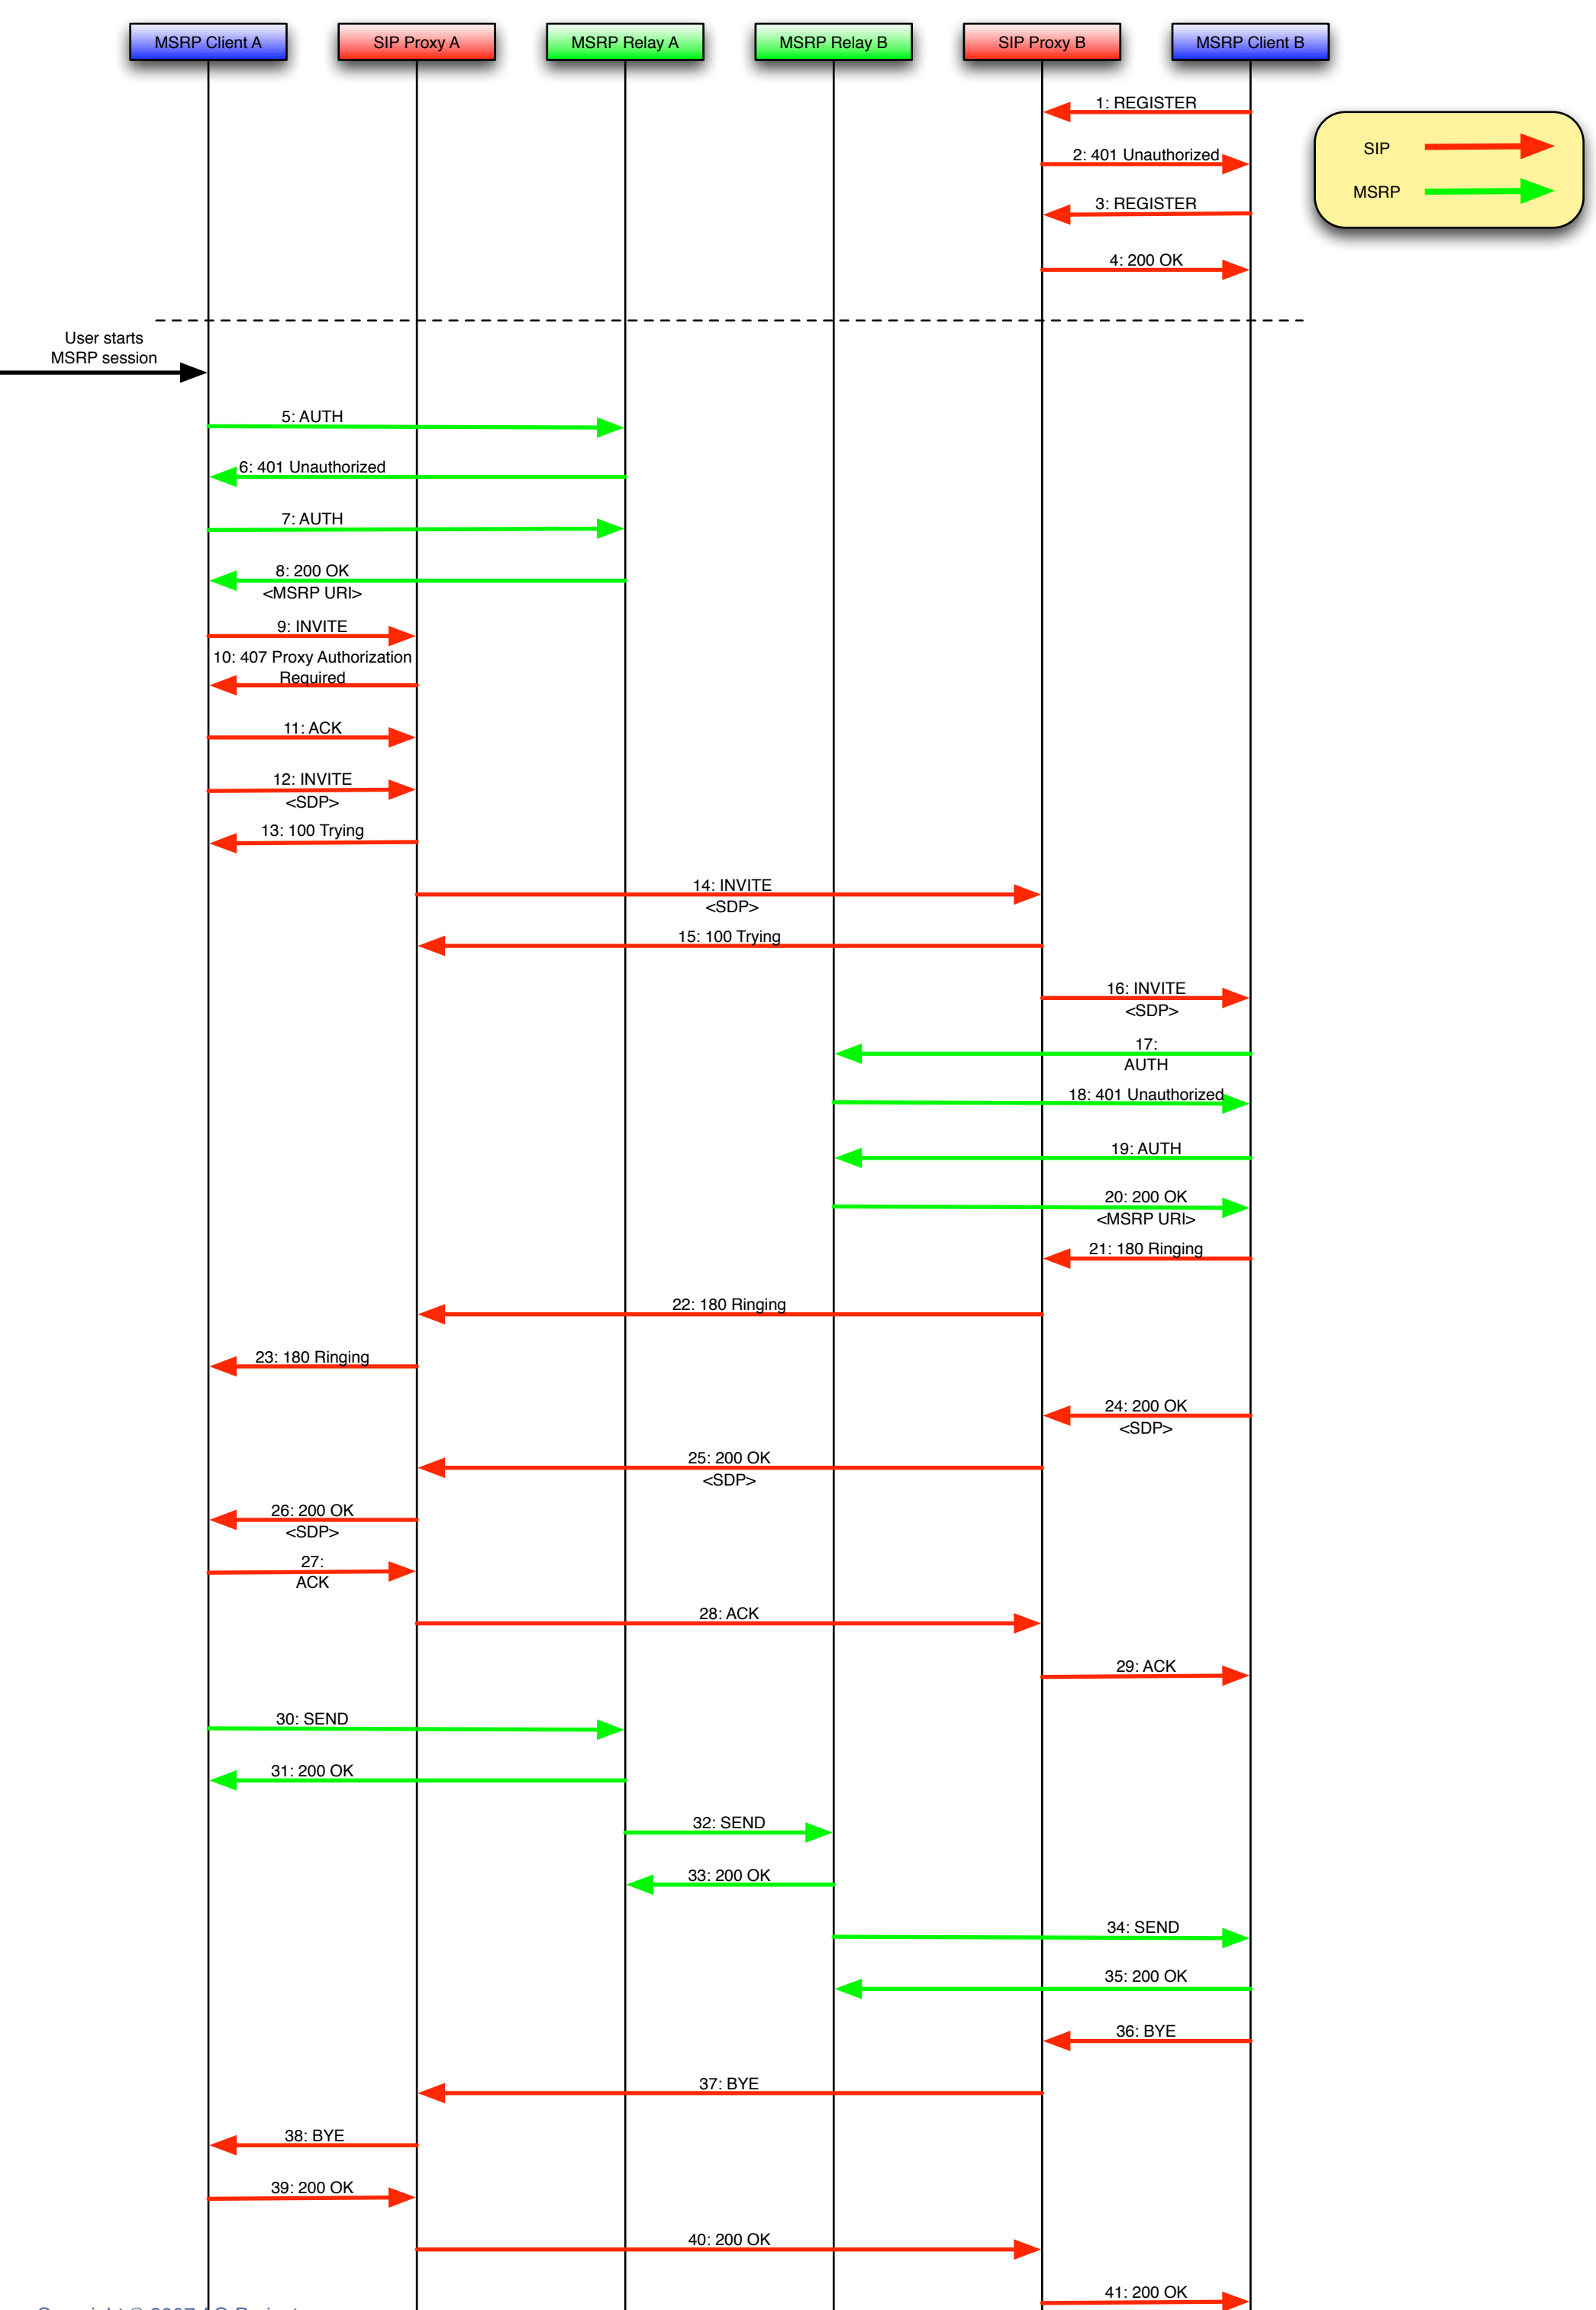 MSRP Client A
SIP Proxy A
MSRP Relay A
MSRP Relay B
SIP Proxy B
MSRP Client B
1: REGISTER
SIP
2: 401 Unauthorized
MSRP
3: REGISTER
4: 200 OK
User starts
MSRP session
5: AUTH
6: 401 Unauthorized
7: AUTH
8: 200 OK
<MSRP URI>
9: INVITE
10: 407 Proxy Authorization
Required
11: ACK
12: INVITE
<SDP>
13: 100 Trying
14: INVITE
<SDP>
15: 100 Trying
16: INVITE
<SDP>
17:
AUTH
18: 401 Unauthorized
19: AUTH
20: 200 OK
<MSRP URI>
21: 180 Ringing
22: 180 Ringing
23: 180 Ringing
24: 200 OK
<SDP>
25: 200 OK
<SDP>
26: 200 OK
<SDP>
27:
ACK
28: ACK
29: ACK
30: SEND
31: 200 OK
32: SEND
33: 200 OK
34: SEND
35: 200 OK
36: BYE
37: BYE
38: BYE
39: 200 OK
40: 200 OK
41: 200 OK